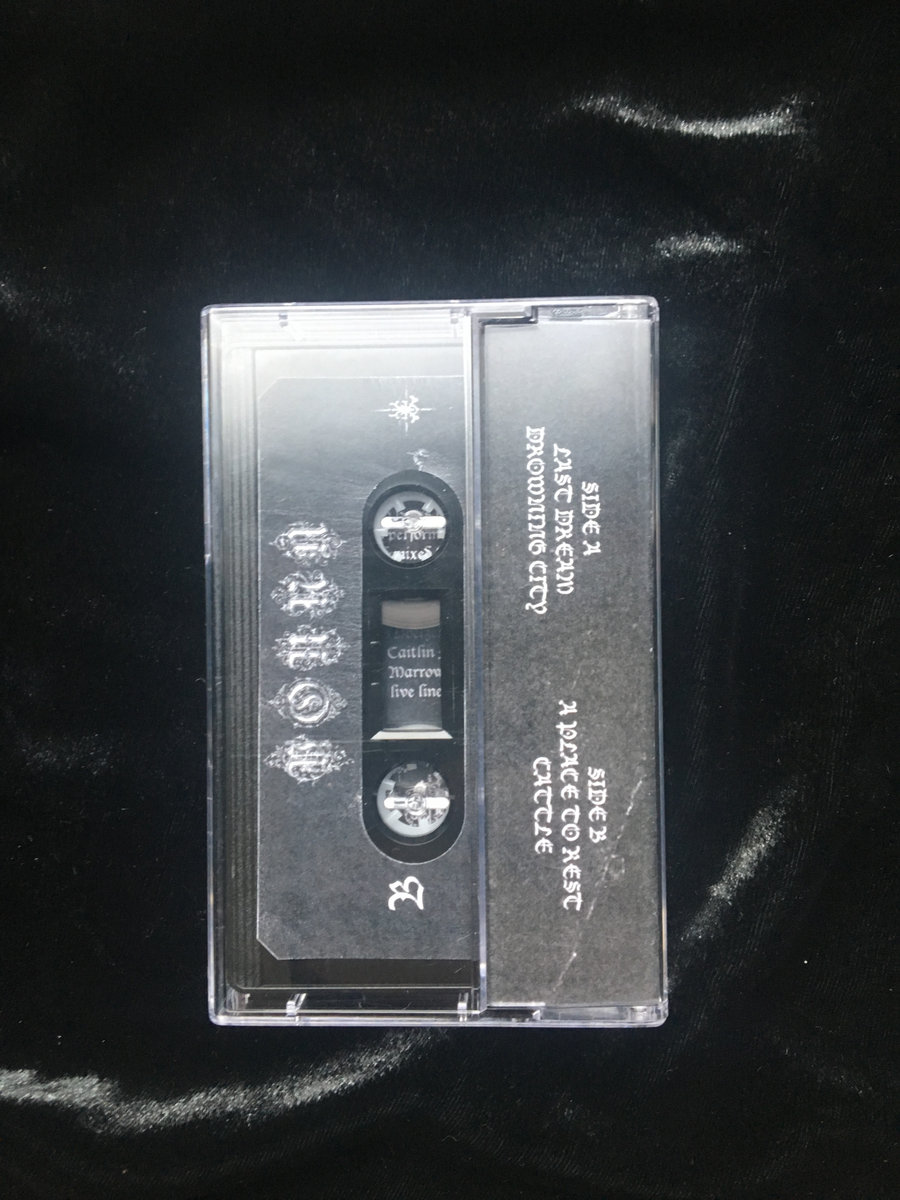 SIDE A
LAST DREAM
DROWNING CITY
SIDE B
A PLACE TO REST
CATTLE
perform
mixes
Caitlin
Marrow
live line
B